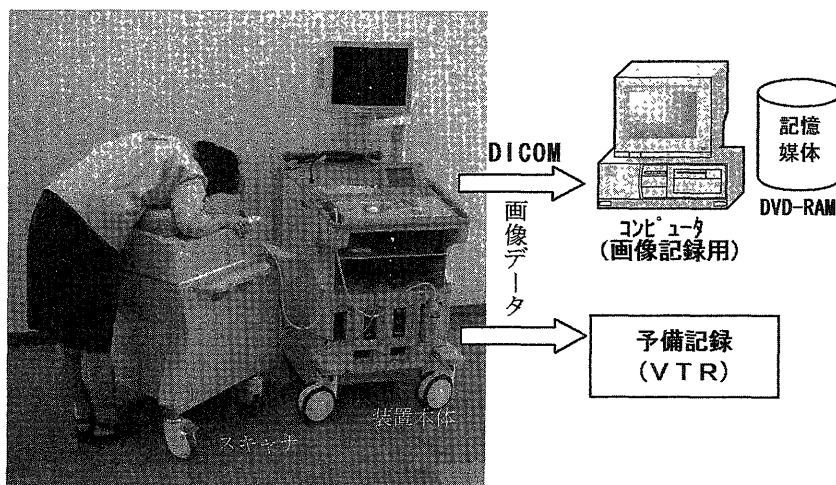 スキャナ
装置本体
DICOM
画像データ
コンピュータ
(画像記録用)
記憶
媒体
DVD-RAM
予備記録
(VTR)